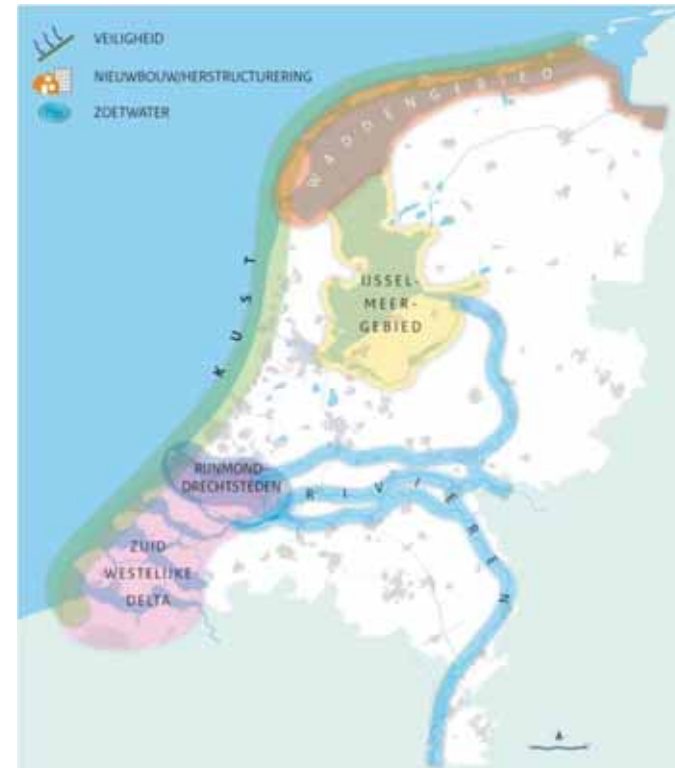 VEILIGHEID
NIEUWBOUW/HERSTRUCTURERING
ZOETWATER
WADDENGEBIED
KUST
IJSSEL-
MEER-
GEBIED
RIJNMOND-
DRECHTSTEDEN
RIVIEREN
ZUID
WESTELIJKE
DELTA